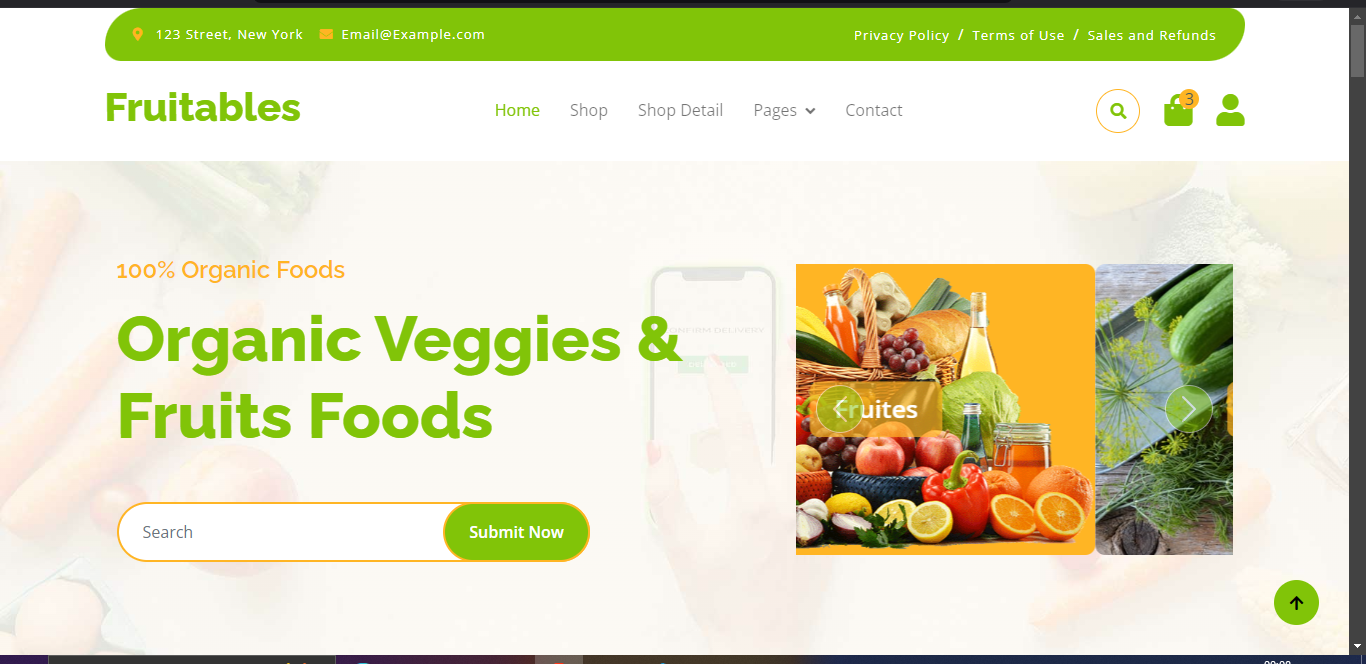 123 Street, New York Email@Example.com Privacy Policy / Terms of Use / Sales and Refunds
Fruitables Home Shop Shop Detail Pages Contact 3
100% Organic Foods
Organic Veggies &
Fruits Foods
Search Submit Now
Fruites